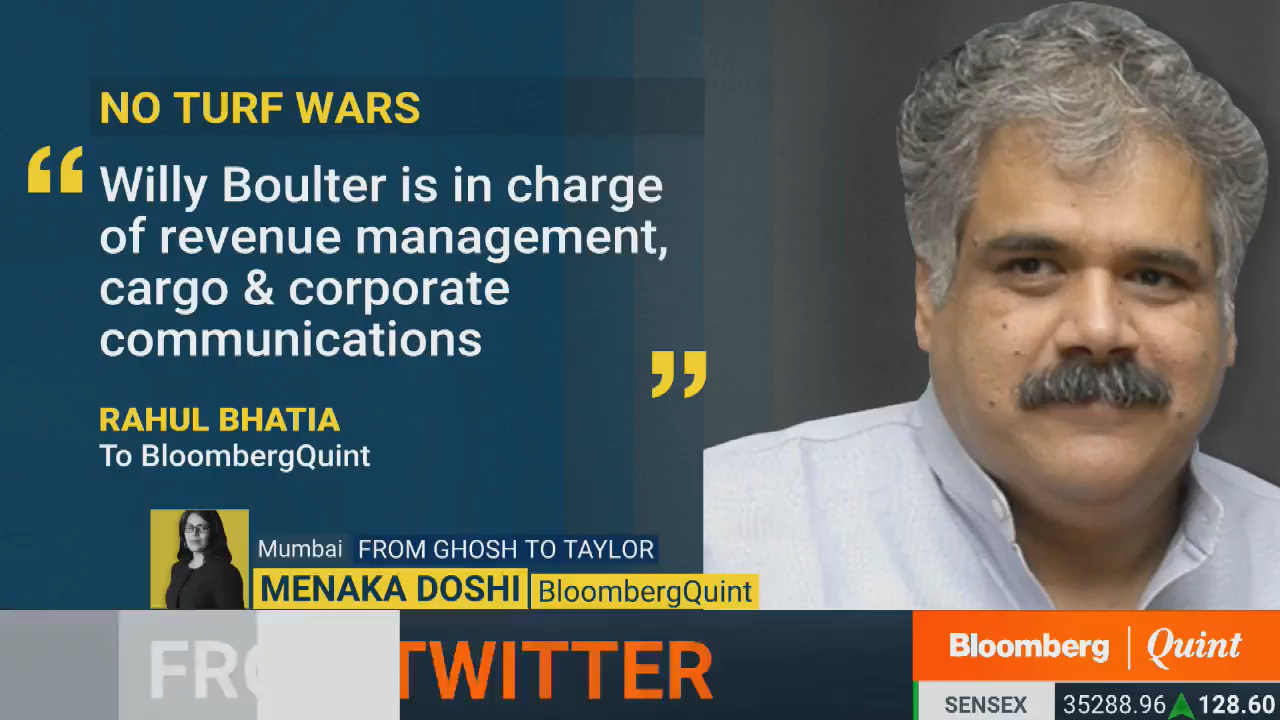 NO TURF WARS
“ Willy Boulter is in charge
of revenue management,
cargo & corporate
communications ”
RAHUL BHATIA
To BloombergQuint
Mumbai FROM GHOSH TO TAYLOR
MENAKA DOSHI BloombergQuint
TWITTER
Bloomberg | Quint
SENSEX 35288.96 ▲ 128.60